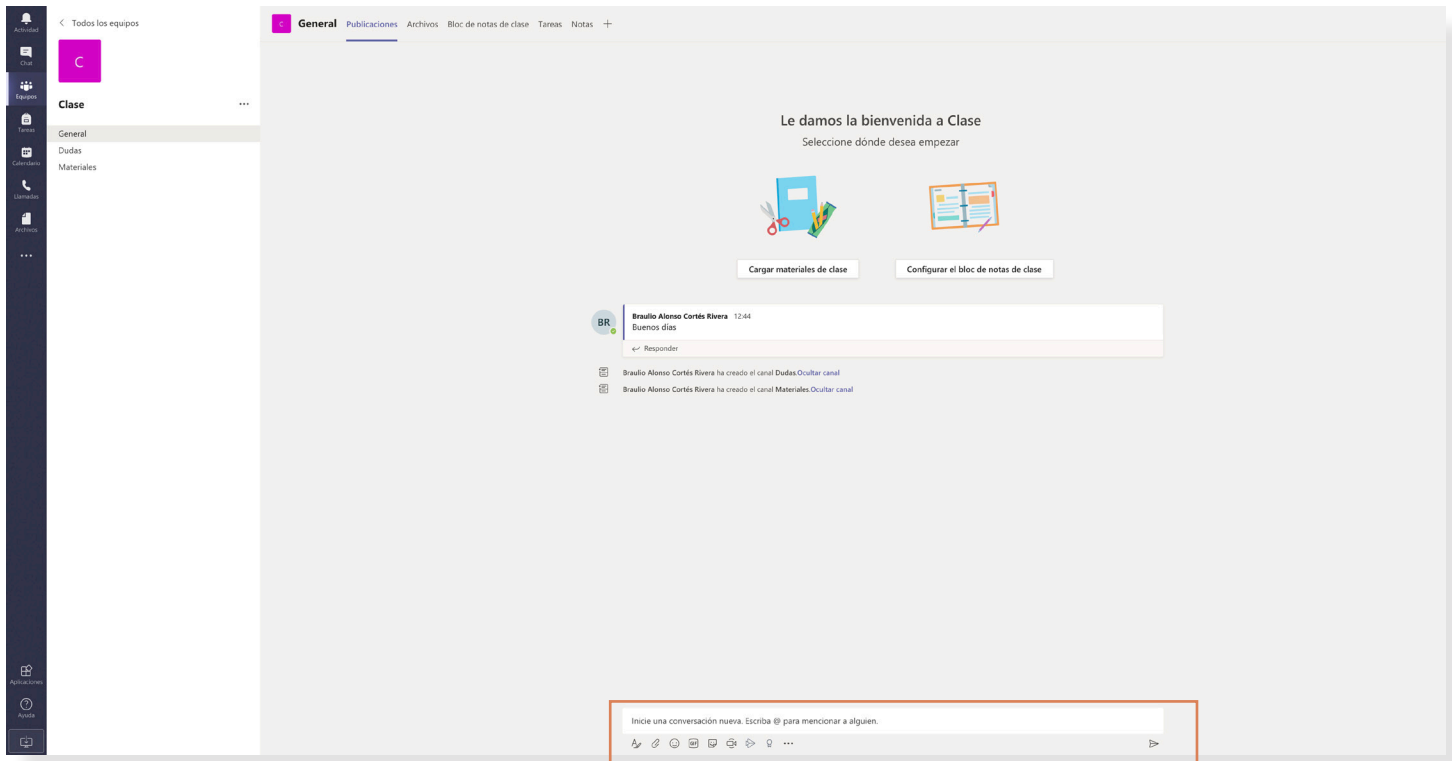 Actividad
Chat
Equipos
Tareas
Calendario
Llamadas
Archivos
Aplicaciones
Ayuda
Todos los equipos
C
Clase
General
Dudas
Materiales
C General Publicaciones Archivos Bloc de notas de clase Tareas Notas
Le damos la bienvenida a Clase
Seleccione dónde desea empezar
Cargar materiales de clase Configurar el bloc de notas de clase
BR Braulio Alonso Cortés Rivera 12:44
Buenos días
Responder
Braulio Alonso Cortés Rivera ha creado el canal Dudas.Ocultar canal
Braulio Alonso Cortés Rivera ha creado el canal Materiales.Ocultar canal
Inicie una conversación nueva. Escriba @ para mencionar a alguien.
GIF